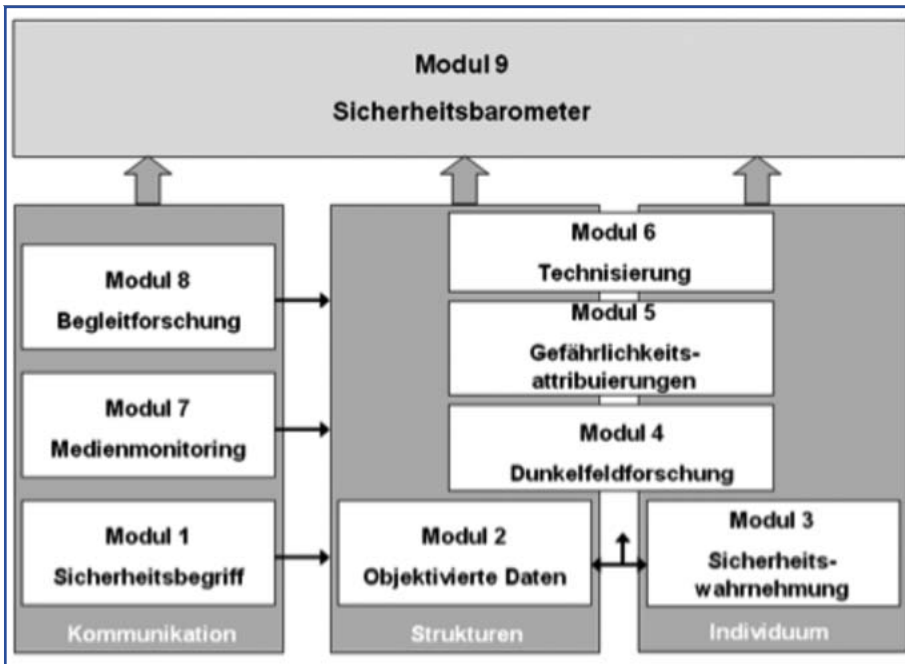 Modul 9
Sicherheitsbarometer
Modul 8
Begleitforschung
Modul 7
Medienmonitoring
Modul 1
Sicherheitsbegriff
Kommunikation
Modul 6
Technisierung
Modul 5
Gefährlichkeits-
attribuierungen
Modul 4
Dunkelfeldforschung
Modul 2
Objektivierte Daten
Strukturen
Modul 3
Sicherheits-
wahrnehmung
Individuum